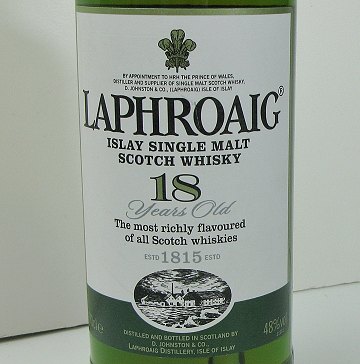 BY APPOINTMENT TO HRH THE PRINCE OF WALES,
DISTILLER AND SUPPLIER OF SINGLE MALT SCOTCH WHISKY,
D. JOHNSTON & CO., (LAPHROAIG) ISLE OF ISLAY
LAPHROAIG®
ISLAY SINGLE MALT
SCOTCH WHISKY
18
Years Old
The most richly flavoured
of all Scotch whiskies
ESTD 1815 ESTD
48%
DISTILLED AND BOTTLED IN SCOTLAND BY
D. JOHNSTON & CO.,
LAPHROAIG DISTILLERY, ISLE OF ISLAY